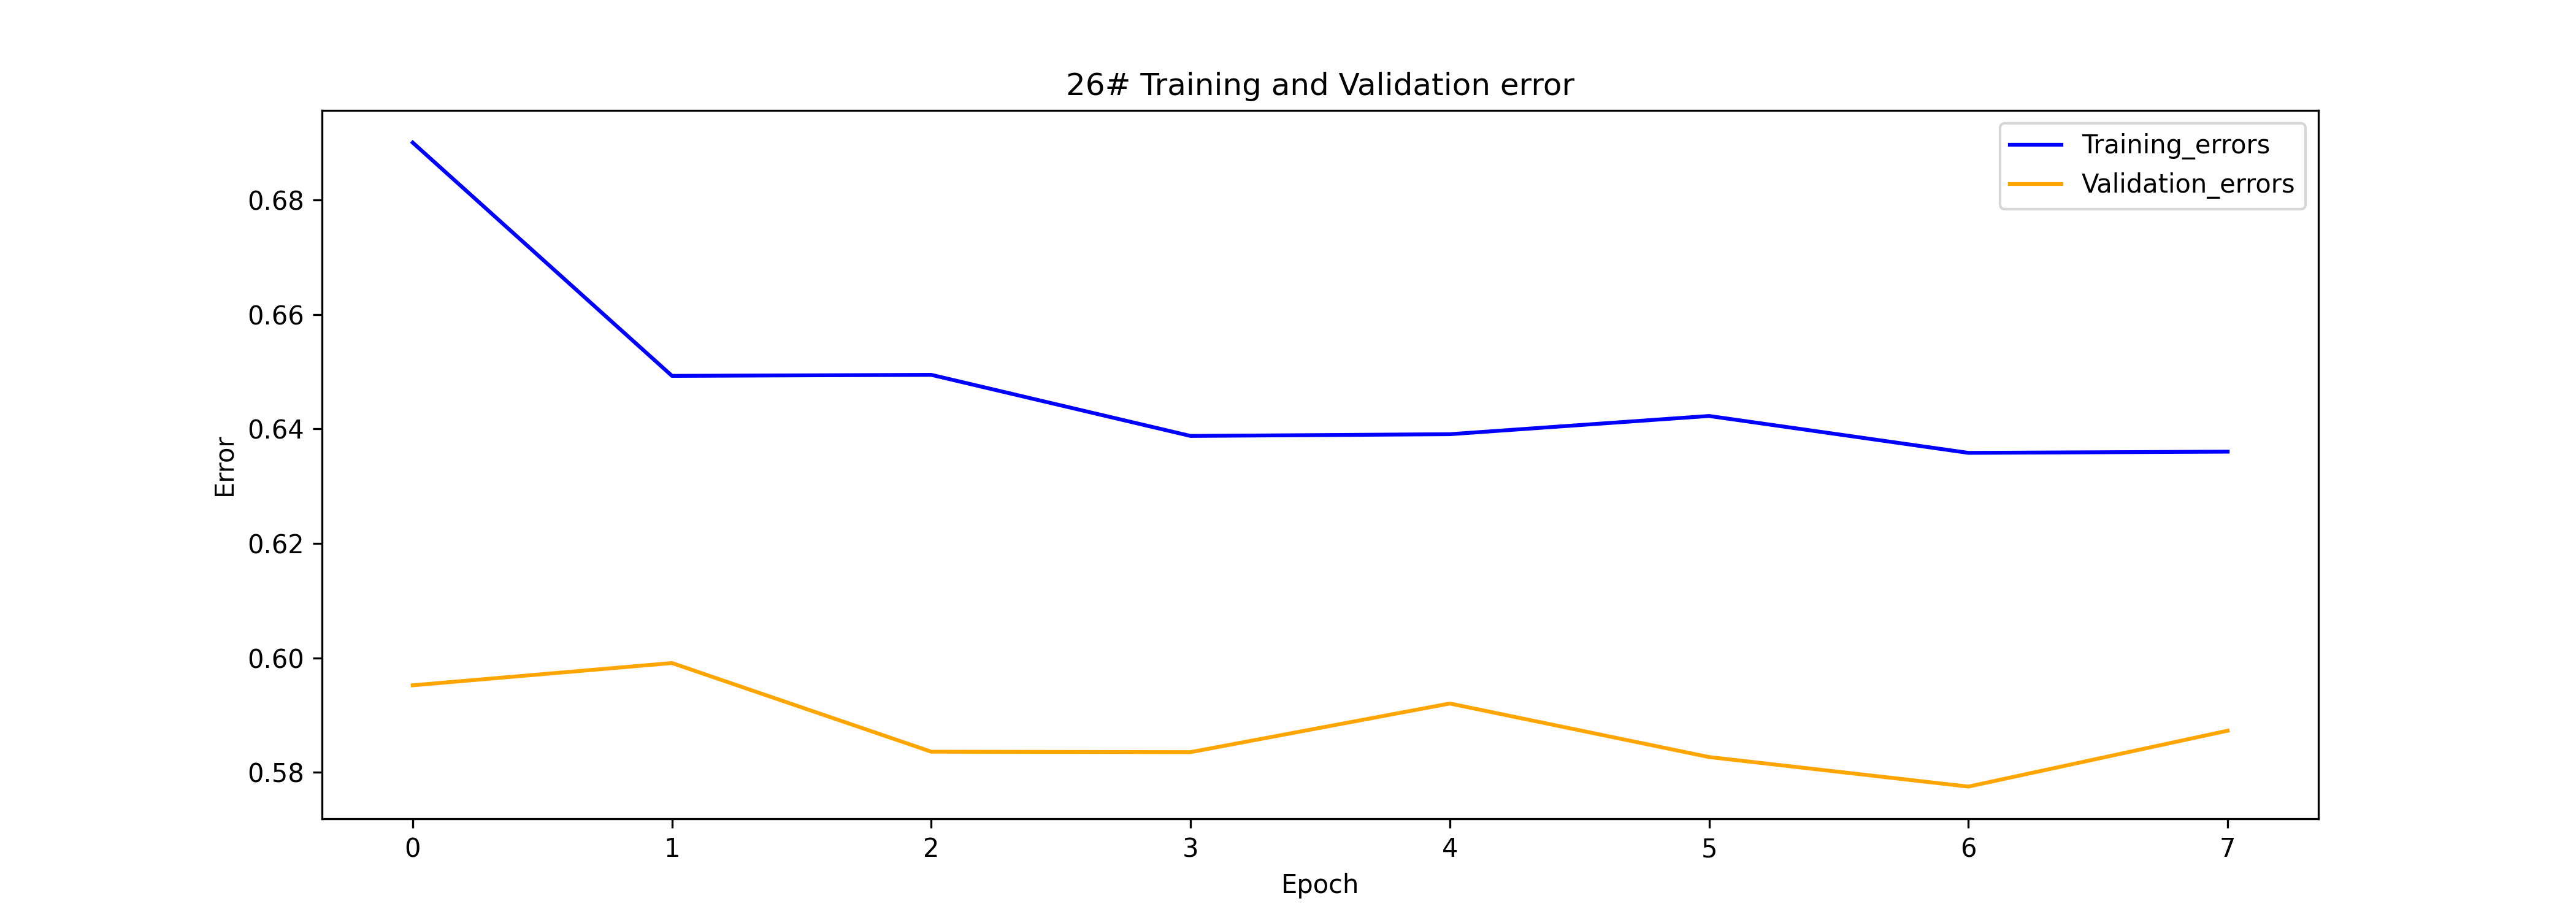 26# Training and Validation error
Training_errors
Validation_errors
Error
0.68
0.66
0.64
0.62
0.60
0.58
0 1 2 3 4 5 6 7
Epoch